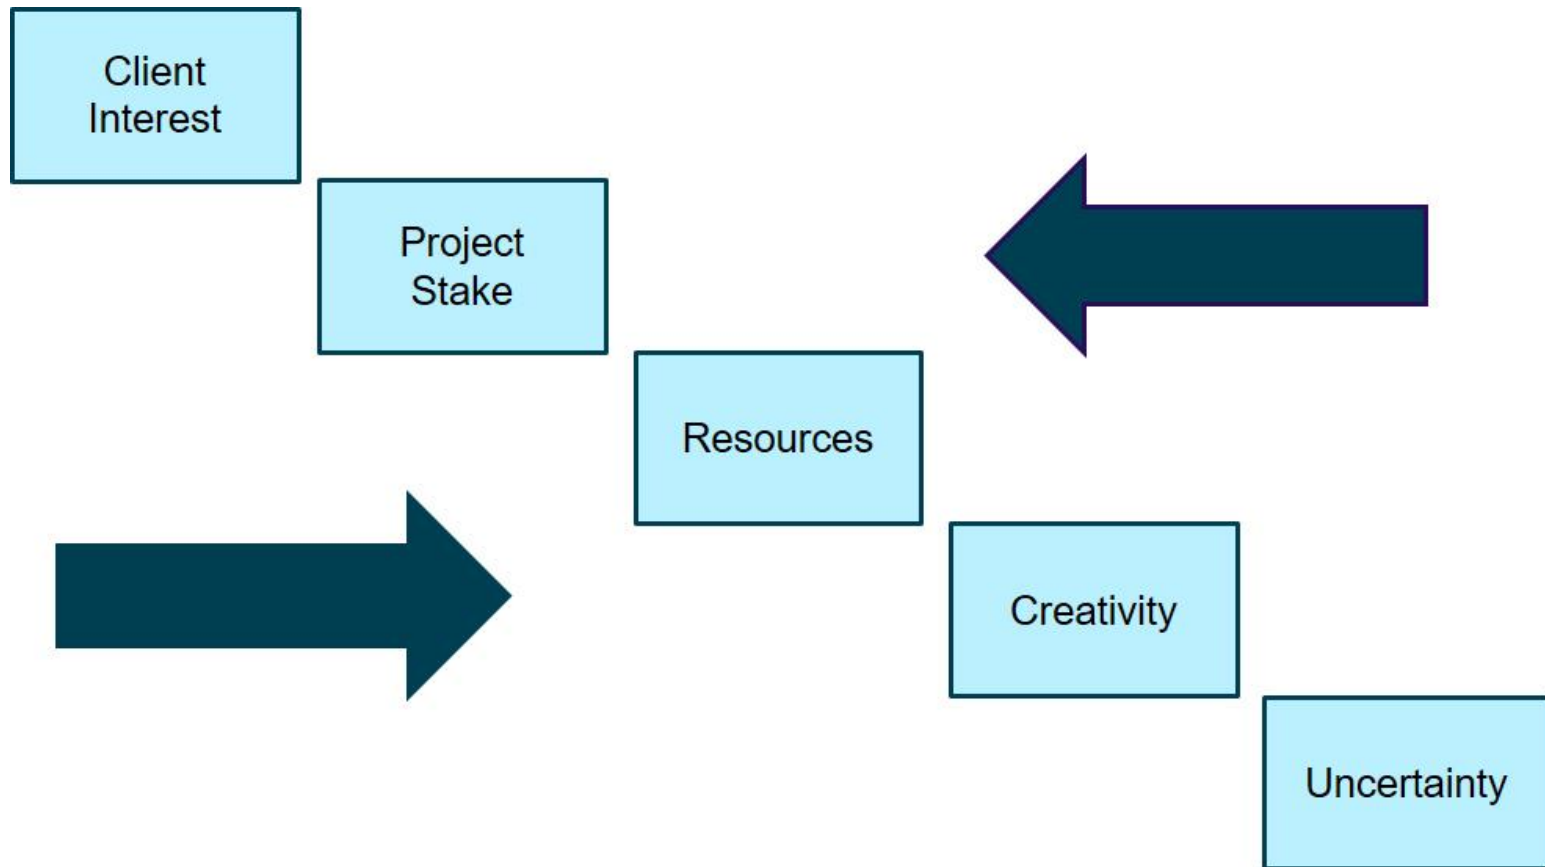 Client
Interest
Project
Stake
Resources
Creativity
Uncertainty